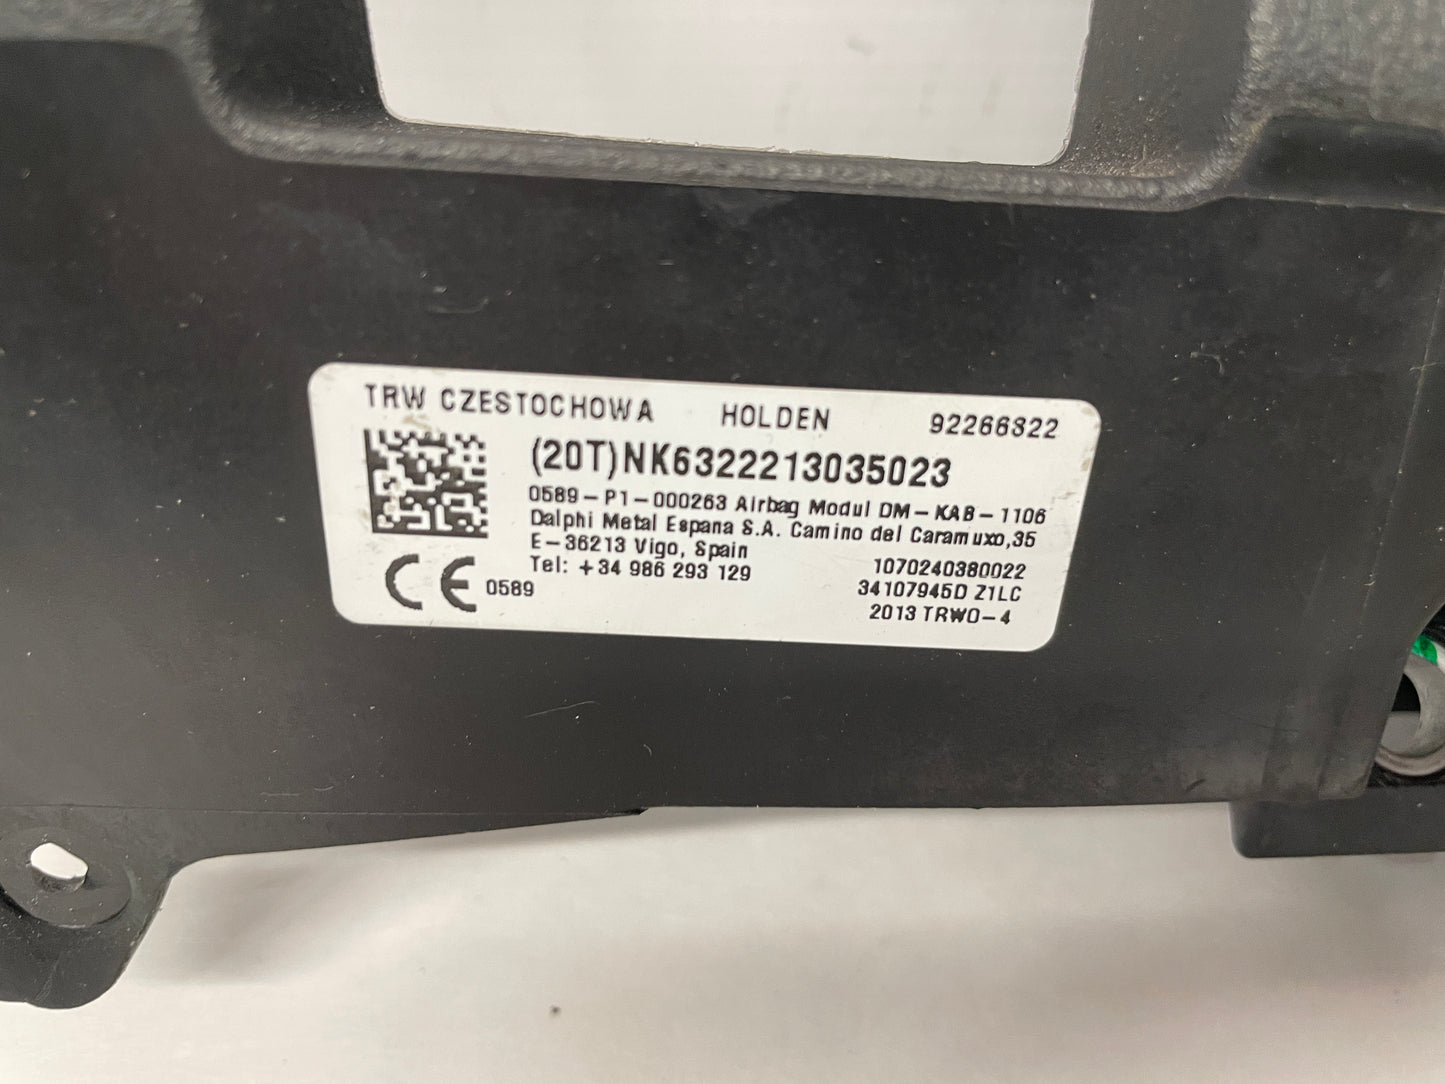 TRW CZESTOCHOWA HOLDEN 92266822
(20T)NK6322213035023
0589-P1-000263 Airbag Modul DM-KAB-1106
Dalphi Metal Espana S.A. Camino del Caramuxo,35
E-36213 Vigo, Spain
Tel: +34 986 293 129
1070240380022
CE 0589
34107945D Z1LC
2013 TRWO-4